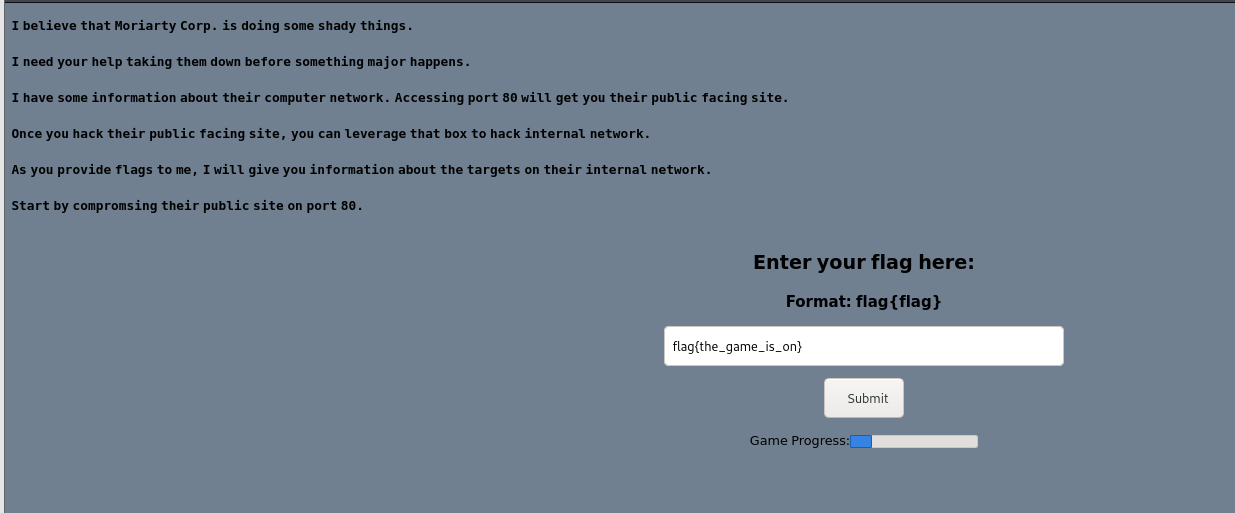 I believe that Moriarty Corp. is doing some shady things.
I need your help taking them down before something major happens.
I have some information about their computer network. Accessing port 80 will get you their public facing site.
Once you hack their public facing site, you can leverage that box to hack internal network.
As you provide flags to me, I will give you information about the targets on their internal network.
Start by compromsing their public site on port 80.
Enter your flag here:
Format: flag{flag}
flag{the_game_is_on}
Submit
Game Progress: